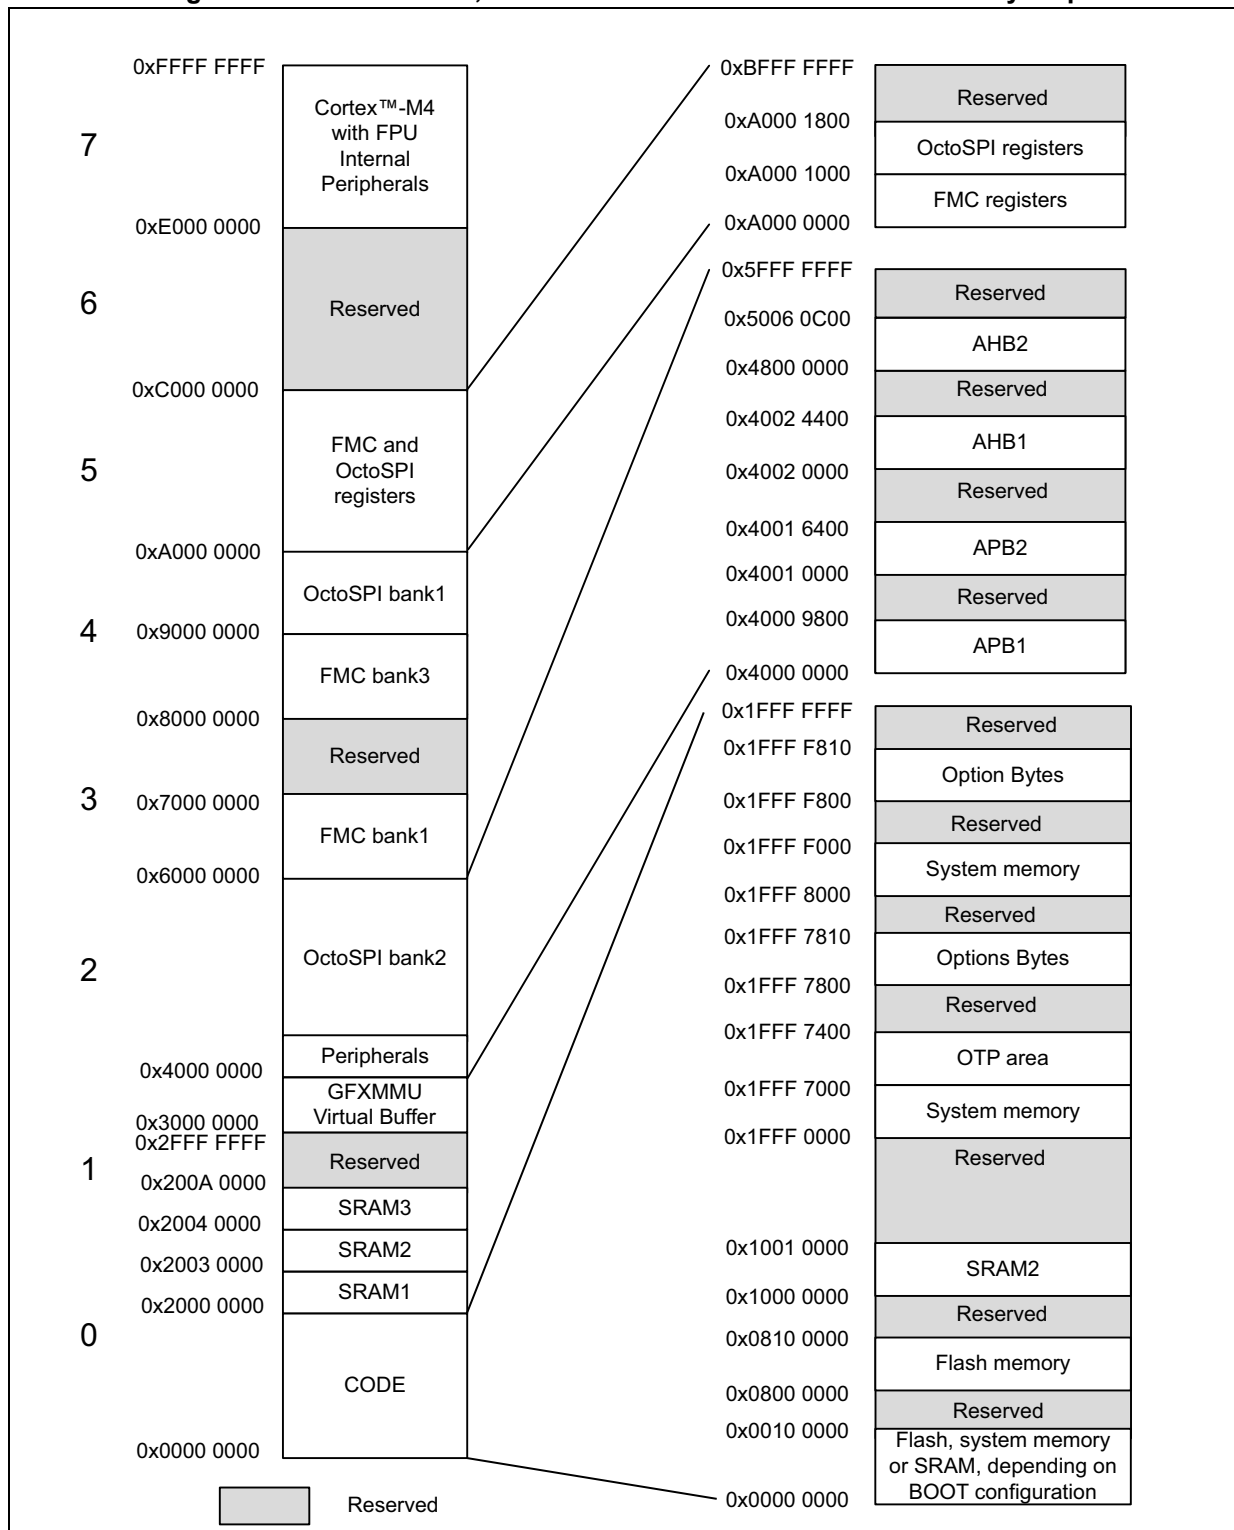 0xFFFF FFFF
Cortex™-M4
with FPU
Internal
Peripherals
7
0xE000 0000
6
Reserved
0xC000 0000
FMC and
OctoSPI
registers
5
0xA000 0000
OctoSPI bank1
4
0x9000 0000
FMC bank3
0x8000 0000
Reserved
3
0x7000 0000
FMC bank1
0x6000 0000
OctoSPI bank2
2
Peripherals
0x4000 0000
GFXMMU
Virtual Buffer
0x3000 0000
0x2FFF FFFF
Reserved
1
0x200A 0000
SRAM3
0x2004 0000
SRAM2
0x2003 0000
SRAM1
0x2000 0000
0
CODE
0x0000 0000
Reserved
0xBFFF FFFF
Reserved
0xA000 1800
OctoSPI registers
0xA000 1000
FMC registers
0xA000 0000
0x5FFF FFFF
Reserved
0x5006 0C00
AHB2
0x4800 0000
Reserved
0x4002 4400
AHB1
0x4002 0000
Reserved
0x4001 6400
APB2
0x4001 0000
Reserved
0x4000 9800
APB1
0x4000 0000
0x1FFF FFFF
Reserved
0x1FFF F810
Option Bytes
0x1FFF F800
Reserved
0x1FFF F000
System memory
0x1FFF 8000
Reserved
0x1FFF 7810
Options Bytes
0x1FFF 7800
Reserved
0x1FFF 7400
OTP area
0x1FFF 7000
System memory
0x1FFF 0000
Reserved
0x1001 0000
SRAM2
0x1000 0000
Reserved
0x0810 0000
Flash memory
0x0800 0000
Reserved
0x0010 0000
Flash, system memory
or SRAM, depending on
BOOT configuration
0x0000 0000